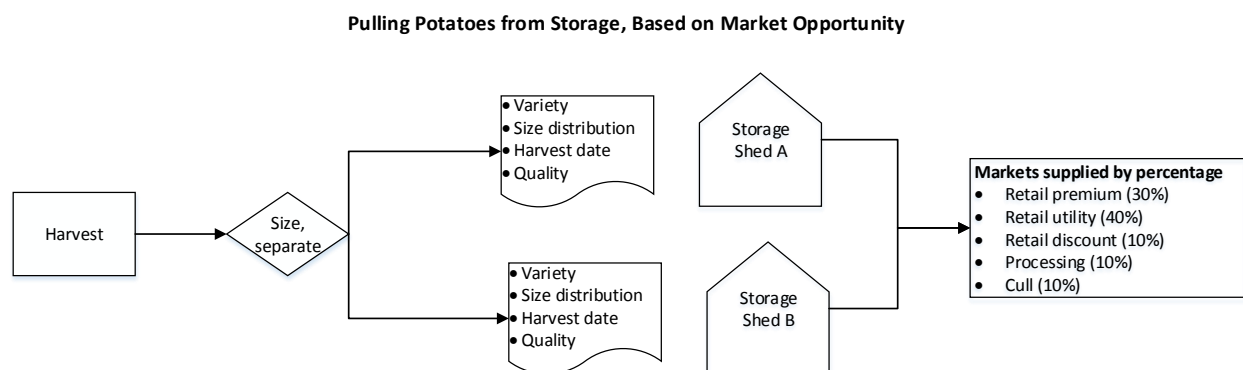 Pulling Potatoes from Storage, Based on Market Opportunity
Harvest
Size,
separate
• Variety
• Size distribution
• Harvest date
• Quality
• Variety
• Size distribution
• Harvest date
• Quality
Storage
Shed A
Storage
Shed B
Markets supplied by percentage
• Retail premium (30%)
• Retail utility (40%)
• Retail discount (10%)
• Processing (10%)
• Cull (10%)